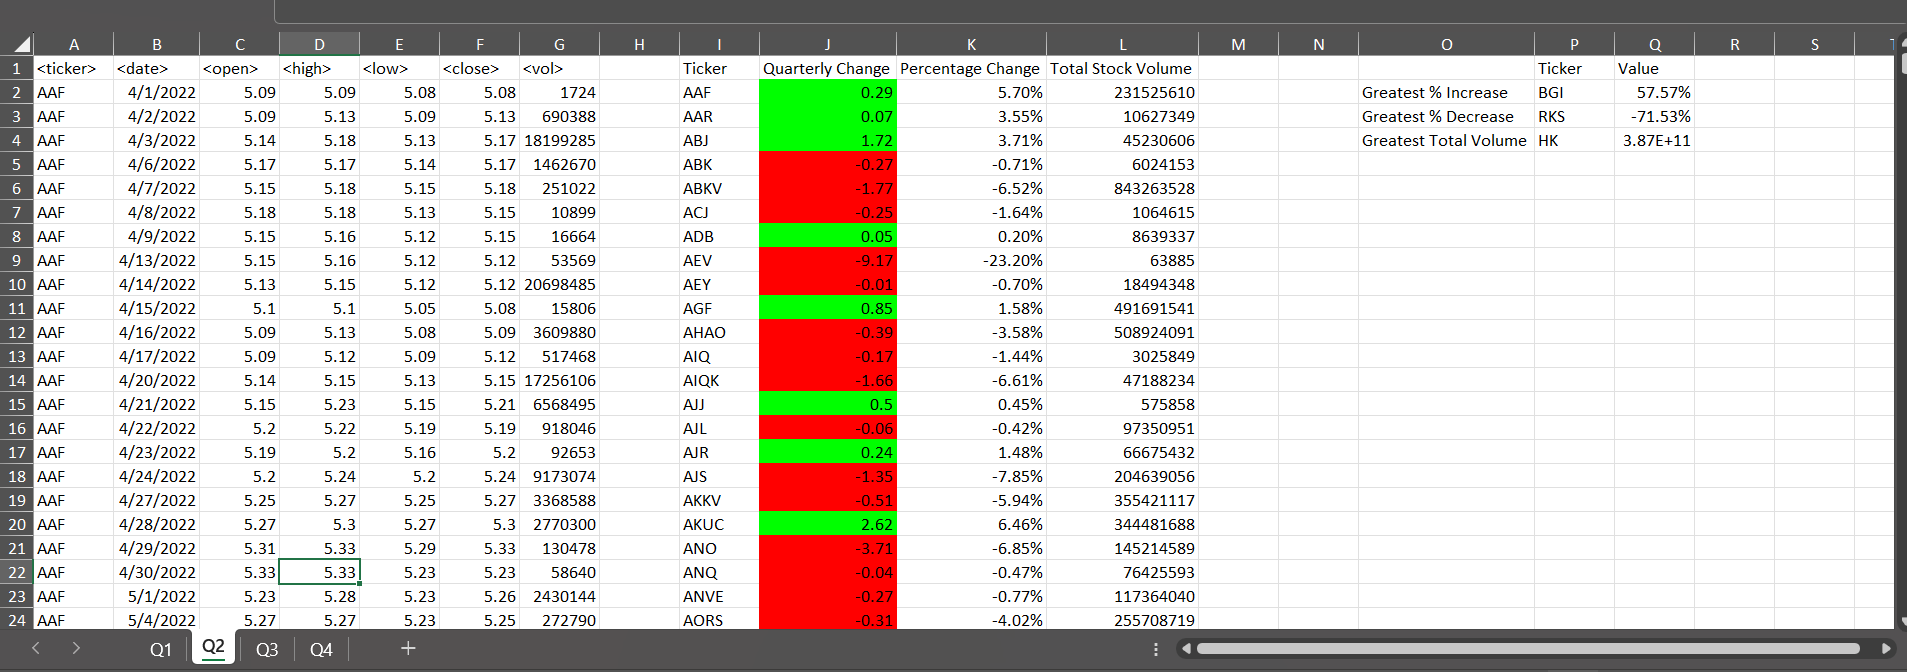 A B C D E F G H I J K L M N O P Q R S
1 <ticker> <date> <open> <high> <low> <close> <vol> Ticker Quarterly Change Percentage Change Total Stock Volume Ticker Value
2 AAF 4/1/2022 5.09 5.09 5.08 5.08 1724 AAF 0.29 5.70% 231525610 Greatest % Increase BGI 57.57%
3 AAF 4/2/2022 5.09 5.13 5.09 5.13 690388 AAR 0.07 3.55% 10627349 Greatest % Decrease RKS -71.53%
4 AAF 4/3/2022 5.14 5.18 5.13 5.17 18199285 ABJ 1.72 3.71% 45230606 Greatest Total Volume HK 3.87E+11
5 AAF 4/6/2022 5.17 5.17 5.14 5.17 1462670 ABK -0.27 -0.71% 6024153
6 AAF 4/7/2022 5.15 5.18 5.15 5.18 251022 ABKV -1.77 -6.52% 843263528
7 AAF 4/8/2022 5.18 5.18 5.13 5.15 10899 ACJ -0.25 -1.64% 1064615
8 AAF 4/9/2022 5.15 5.16 5.12 5.15 16664 ADB 0.05 0.20% 8639337
9 AAF 4/13/2022 5.15 5.16 5.12 5.12 53569 AEV -9.17 -23.20% 63885
10 AAF 4/14/2022 5.13 5.15 5.12 5.12 20698485 AEY -0.01 -0.70% 18494348
11 AAF 4/15/2022 5.1 5.1 5.05 5.08 15806 AGF 0.85 1.58% 491691541
12 AAF 4/16/2022 5.09 5.13 5.08 5.09 3609880 AHAO -0.39 -3.58% 508924091
13 AAF 4/17/2022 5.09 5.12 5.09 5.12 517468 AIQ -0.17 -1.44% 3025849
14 AAF 4/20/2022 5.14 5.15 5.13 5.15 17256106 AIQK -1.66 -6.61% 47188234
15 AAF 4/21/2022 5.15 5.23 5.15 5.21 6568495 AJJ 0.5 0.45% 575858
16 AAF 4/22/2022 5.2 5.22 5.19 5.19 918046 AJL -0.06 -0.42% 97350951
17 AAF 4/23/2022 5.19 5.2 5.16 5.2 92653 AJR 0.24 1.48% 66675432
18 AAF 4/24/2022 5.2 5.24 5.2 5.24 9173074 AJS -1.35 -7.85% 204639056
19 AAF 4/27/2022 5.25 5.27 5.25 5.27 3368588 AKKV -0.51 -5.94% 355421117
20 AAF 4/28/2022 5.27 5.3 5.27 5.3 2770300 AKUC 2.62 6.46% 344481688
21 AAF 4/29/2022 5.31 5.33 5.29 5.33 130478 ANO -3.71 -6.85% 145214589
22 AAF 4/30/2022 5.33 5.33 5.23 5.23 58640 ANQ -0.04 -0.47% 76425593
23 AAF 5/1/2022 5.23 5.28 5.23 5.26 2430144 ANVE -0.27 -0.77% 117364040
24 AAF 5/4/2022 5.27 5.27 5.23 5.25 272790 AORS -0.31 -4.02% 255708719
Q1 Q2 Q3 Q4